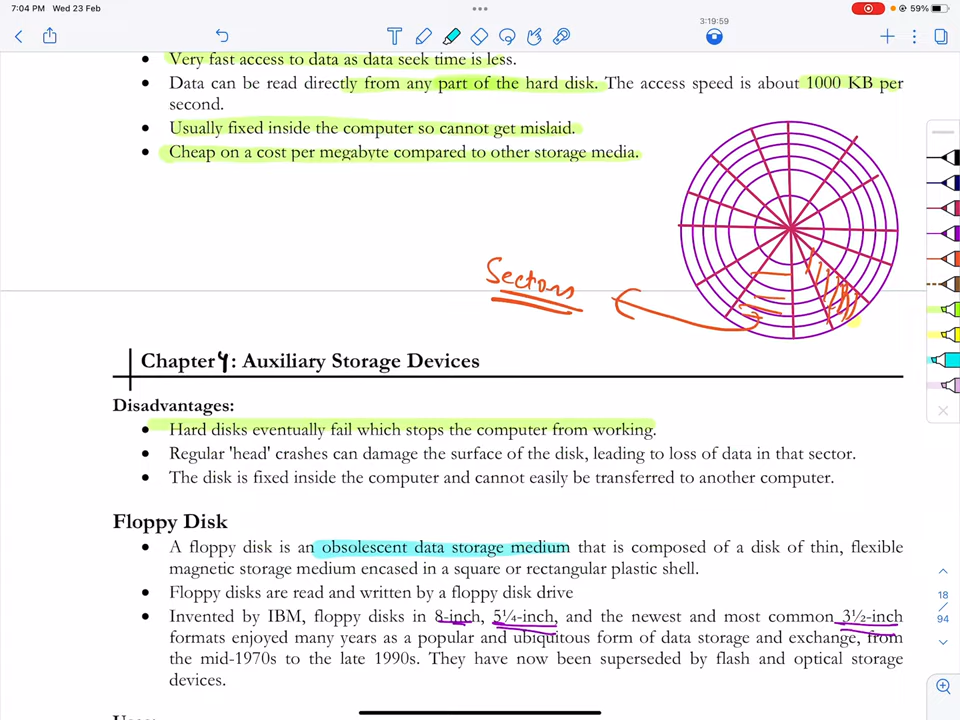 7:04 PM Wed 23 Feb
59%
3:19:59
Very fast access to data as data seek time is less.
Data can be read directly from any part of the hard disk. The access speed is about 1000 KB per
second.
Usually fixed inside the computer so cannot get mislaid.
Cheap on a cost per megabyte compared to other storage media.
Sectors
Chapter 4: Auxiliary Storage Devices
Disadvantages:
Hard disks eventually fail which stops the computer from working.
Regular 'head' crashes can damage the surface of the disk, leading to loss of data in that sector.
The disk is fixed inside the computer and cannot easily be transferred to another computer.
Floppy Disk
A floppy disk is an obsolescent data storage medium that is composed of a disk of thin, flexible
magnetic storage medium encased in a square or rectangular plastic shell.
Floppy disks are read and written by a floppy disk drive
Invented by IBM, floppy disks in 8-inch, 5¼-inch, and the newest and most common 3½-inch
formats enjoyed many years as a popular and ubiquitous form of data storage and exchange, from
the mid-1970s to the late 1990s. They have now been superseded by flash and optical storage
devices.
18
/
94